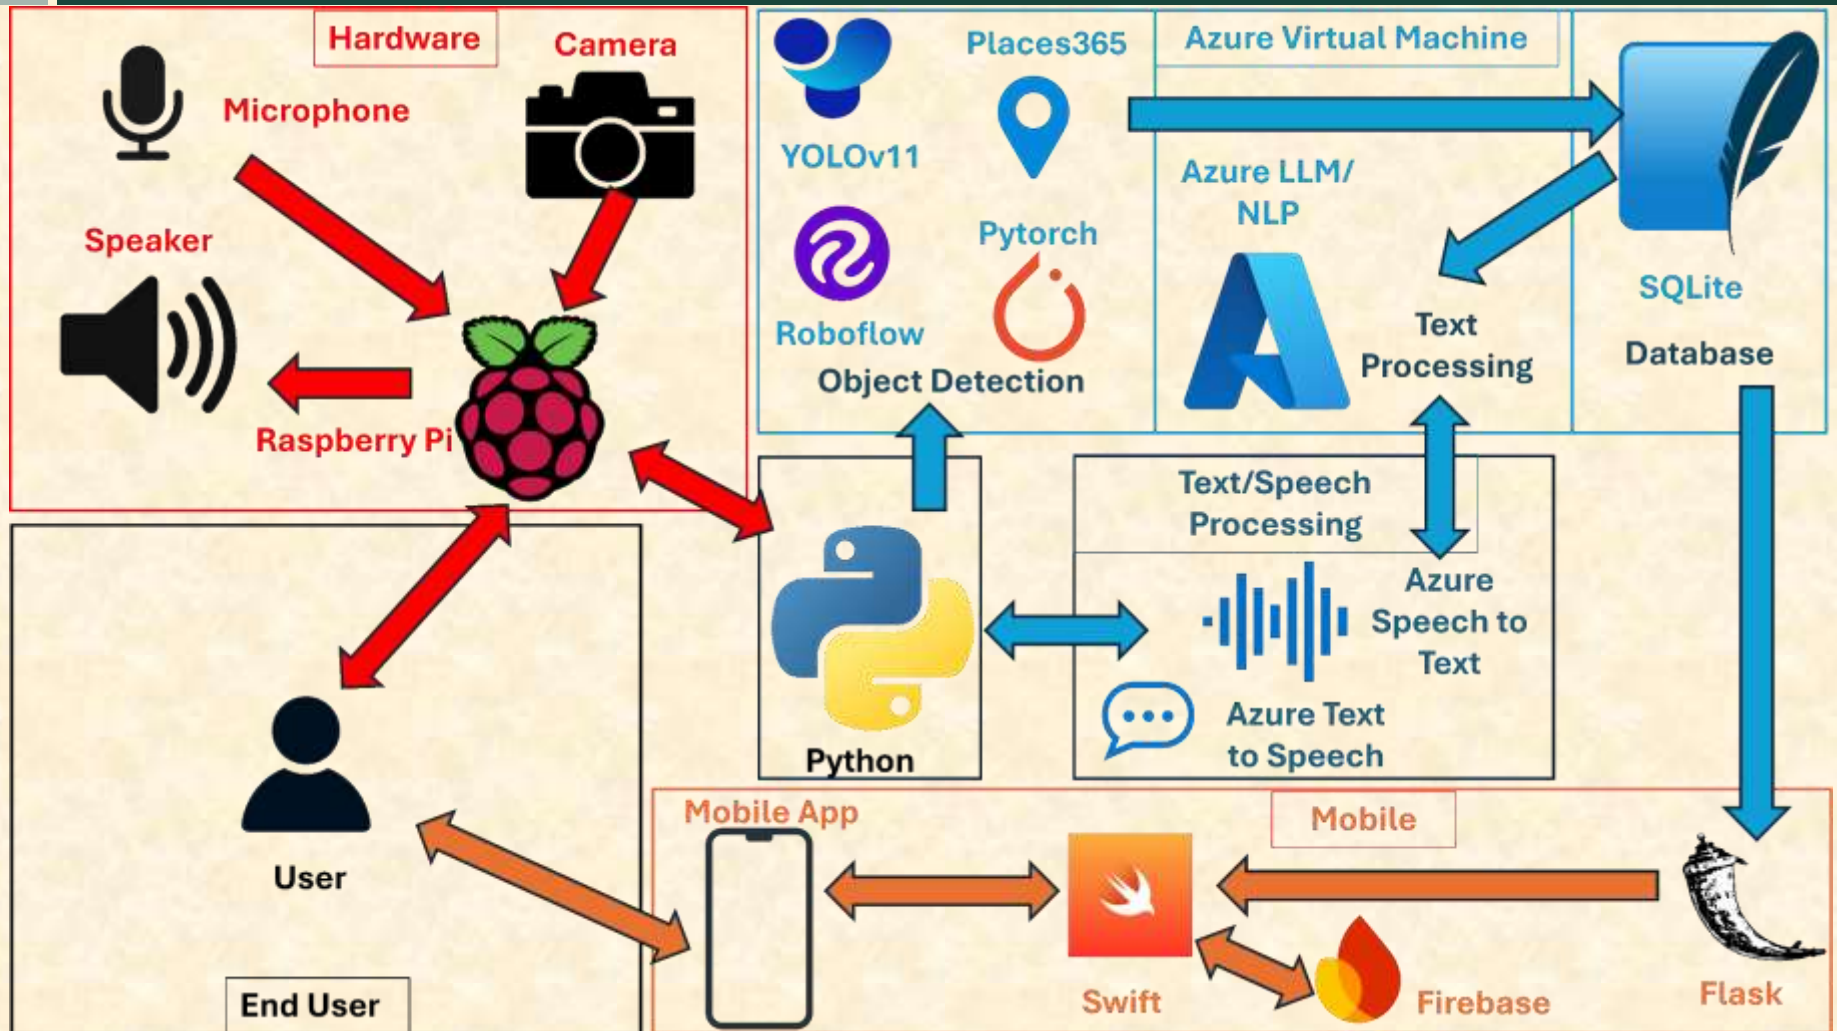 Hardware
Camera
Microphone
Speaker
Raspberry Pi
Places365
Azure Virtual Machine
YOLOv11
Azure LLM/
NLP
Pytorch
Roboflow
Object Detection
Text
Processing
SQLite
Database
Text/Speech
Processing
Azure
Speech to
Text
Azure Text
to Speech
Python
User
End User
Mobile App
Mobile
Swift
Firebase
Flask